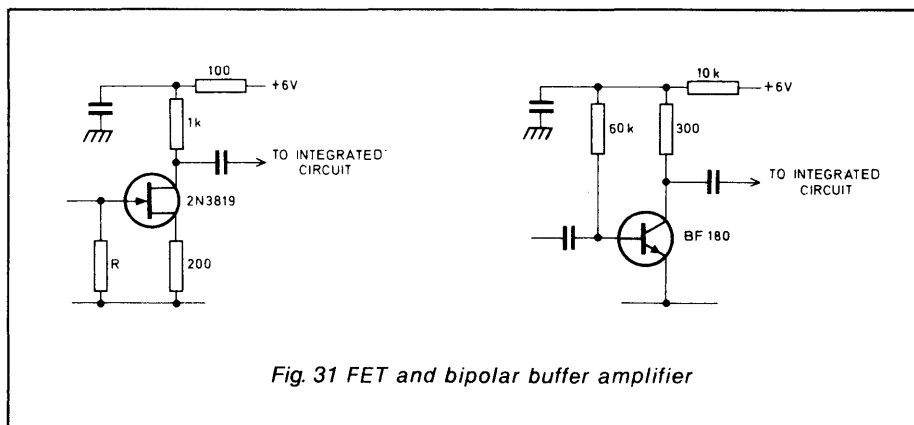 100
+6V
1k
TO INTEGRATED
CIRCUIT
2N3819
R
200
10k
+6V
60k
300
TO INTEGRATED
CIRCUIT
BF 180
Fig. 31 FET and bipolar buffer amplifier